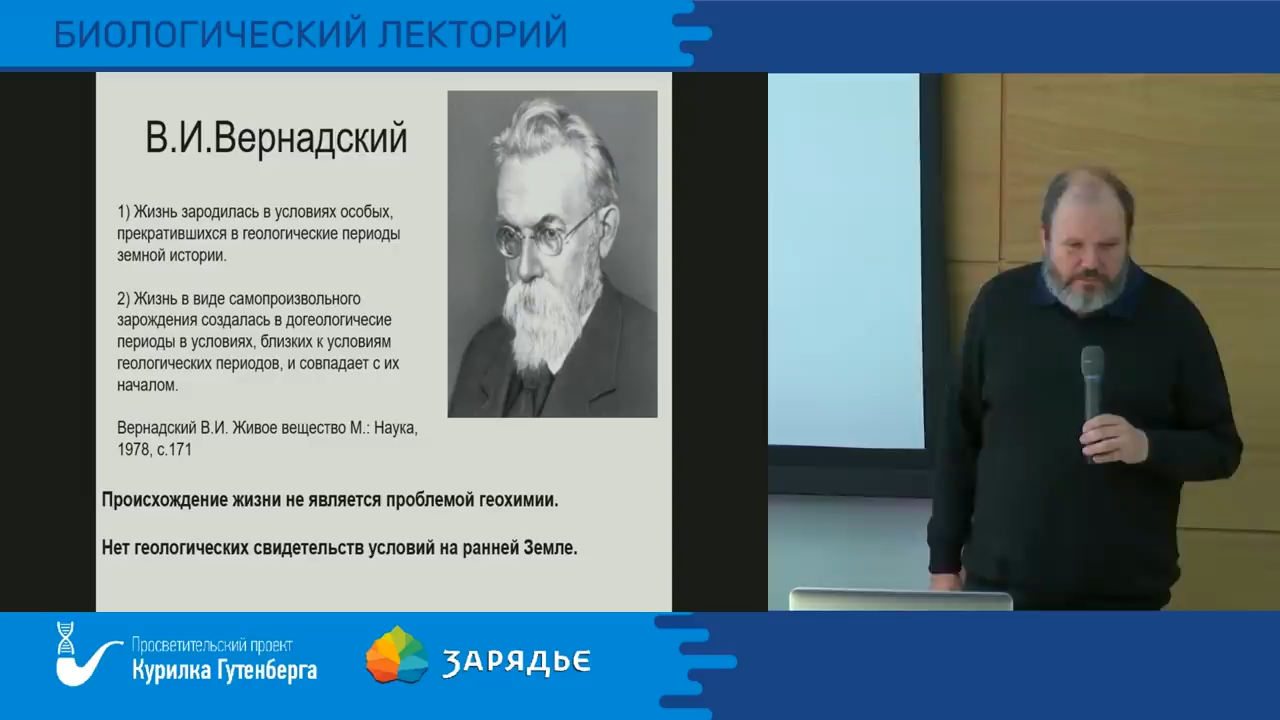 БИОЛОГИЧЕСКИЙ ЛЕКТОРИЙ
В.И.Вернадский
1) Жизнь зародилась в условиях особых,
прекратившихся в геологические периоды
земной истории.
2) Жизнь в виде самопроизвольного
зарождения создалась в догеологичесие
периоды в условиях, близких к условиям
геологических периодов, и совпадает с их
началом.
Вернадский В.И. Живое вещество М.: Наука,
1978, с.171
Происхождение жизни не является проблемой геохимии.
Нет геологических свидетельств условий на ранней Земле.
Просветительский проект
Курилка Гутенберга
ЗАРЯДЬЕ